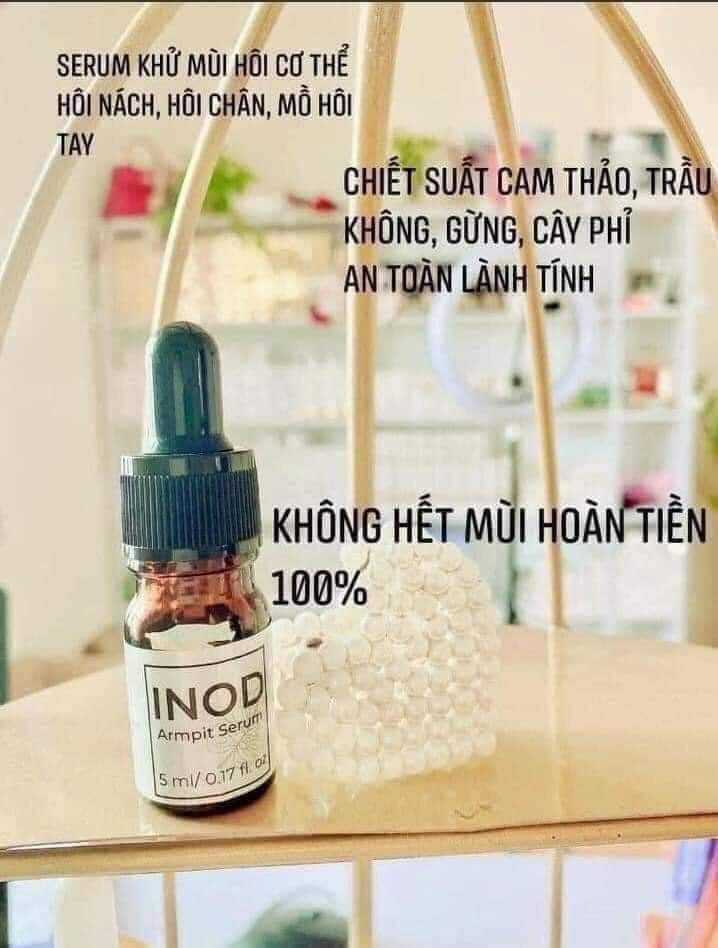 SERUM KHỬ MÙI HÔI CƠ THỂ
HÔI NÁCH, HÔI CHÂN, MỒ HÔI
TAY
CHIẾT SUẤT CAM THẢO, TRẦU
KHÔNG, GỪNG, CÂY PHỈ
AN TOÀN LÀNH TÍNH
KHÔNG HẾT MÙI HOÀN TIỀN
100%
INOD
Armpit Serum
5 ml/ 0.17 fl. oz